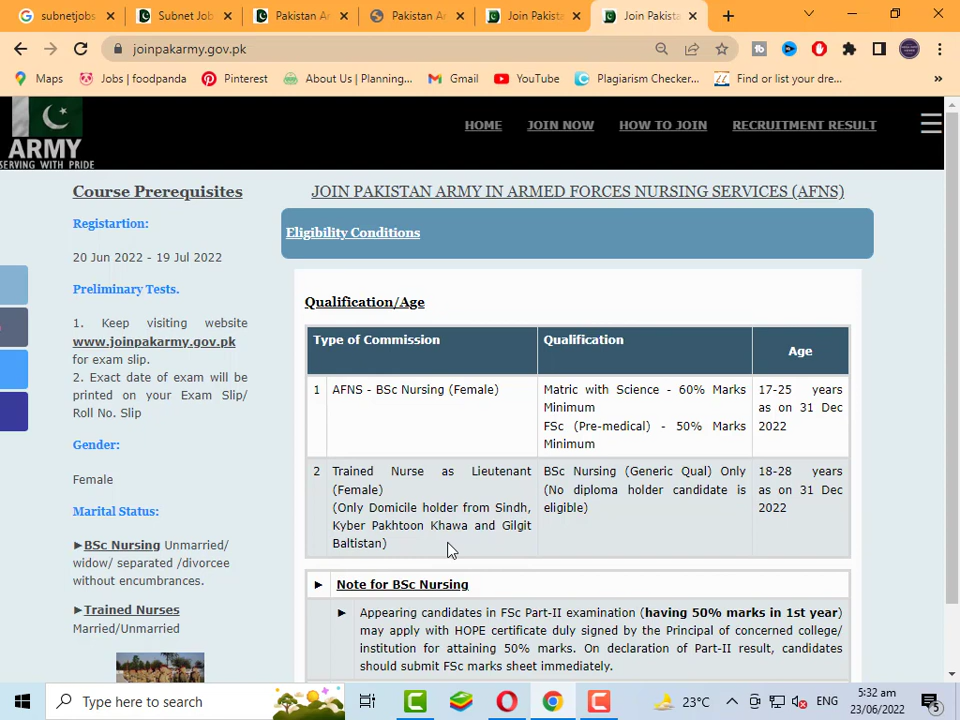 subnetjobs
Subnet Job
Pakistan Ar
Pakistan Ar
Join Pakista
Join Pakist
joinpakarmy.gov.pk
Maps
Jobs | foodpanda
Pinterest
About Us | Planning...
Gmail
YouTube
Plagiarism Checker...
Find or list your dre...
ARMY
SERVING WITH PRIDE
HOME
JOIN NOW
HOW TO JOIN
RECRUITMENT RESULT
Course Prerequisites
Registartion:
20 Jun 2022 - 19 Jul 2022
Preliminary Tests.
1. Keep visiting website
www.joinpakarmy.gov.pk
for exam slip.
2. Exact date of exam will be
printed on your Exam Slip/
Roll No. Slip
Gender:
Female
Marital Status:
►BSc Nursing Unmarried/
widow/ separated /divorcee
without encumbrances.
►Trained Nurses
Married/Unmarried
JOIN PAKISTAN ARMY IN ARMED FORCES NURSING SERVICES (AFNS)
Eligibility Conditions
Qualification/Age
Type of Commission
Qualification
Age
1
AFNS - BSc Nursing (Female)
Matric with Science - 60% Marks
Minimum
FSc (Pre-medical) - 50% Marks
Minimum
17-25 years
as on 31 Dec
2022
2
Trained Nurse as Lieutenant
(Female)
(Only Domicile holder from Sindh,
Kyber Pakhtoon Khawa and Gilgit
Baltistan)
BSc Nursing (Generic Qual) Only
(No diploma holder candidate is
eligible)
18-28 years
as on 31 Dec
2022
► Note for BSc Nursing
► Appearing candidates in FSc Part-II examination (having 50% marks in 1st year)
may apply with HOPE certificate duly signed by the Principal of concerned college/
institution for attaining 50% marks. On declaration of Part-II result, candidates
should submit FSc marks sheet immediately.
Type here to search
23°C
ENG
5:32 am
23/06/2022
5